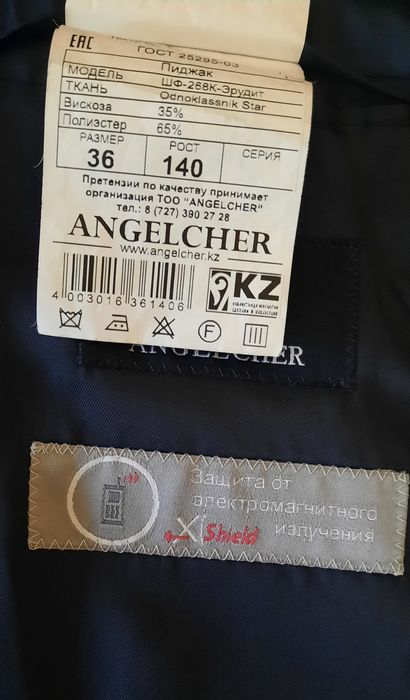 EAC
ГОСТ 25295-03
Пиджак
МОДЕЛЬ ШФ-268К-Эрудит
ТКАНЬ Odnoklassnik Star
Вискоза 35%
Полиэстер 65%
РАЗМЕР РОСТ СЕРИЯ
36 140
Претензии по качеству принимает
организация ТОО "ANGELCHER"
тел.: 8 (727) 390 27 28
ANGELCHER
www.angelcher.kz
4 003016 361406
KZ
F
ANGELCHER
Защита от
электромагнитного
излучения
X Shield